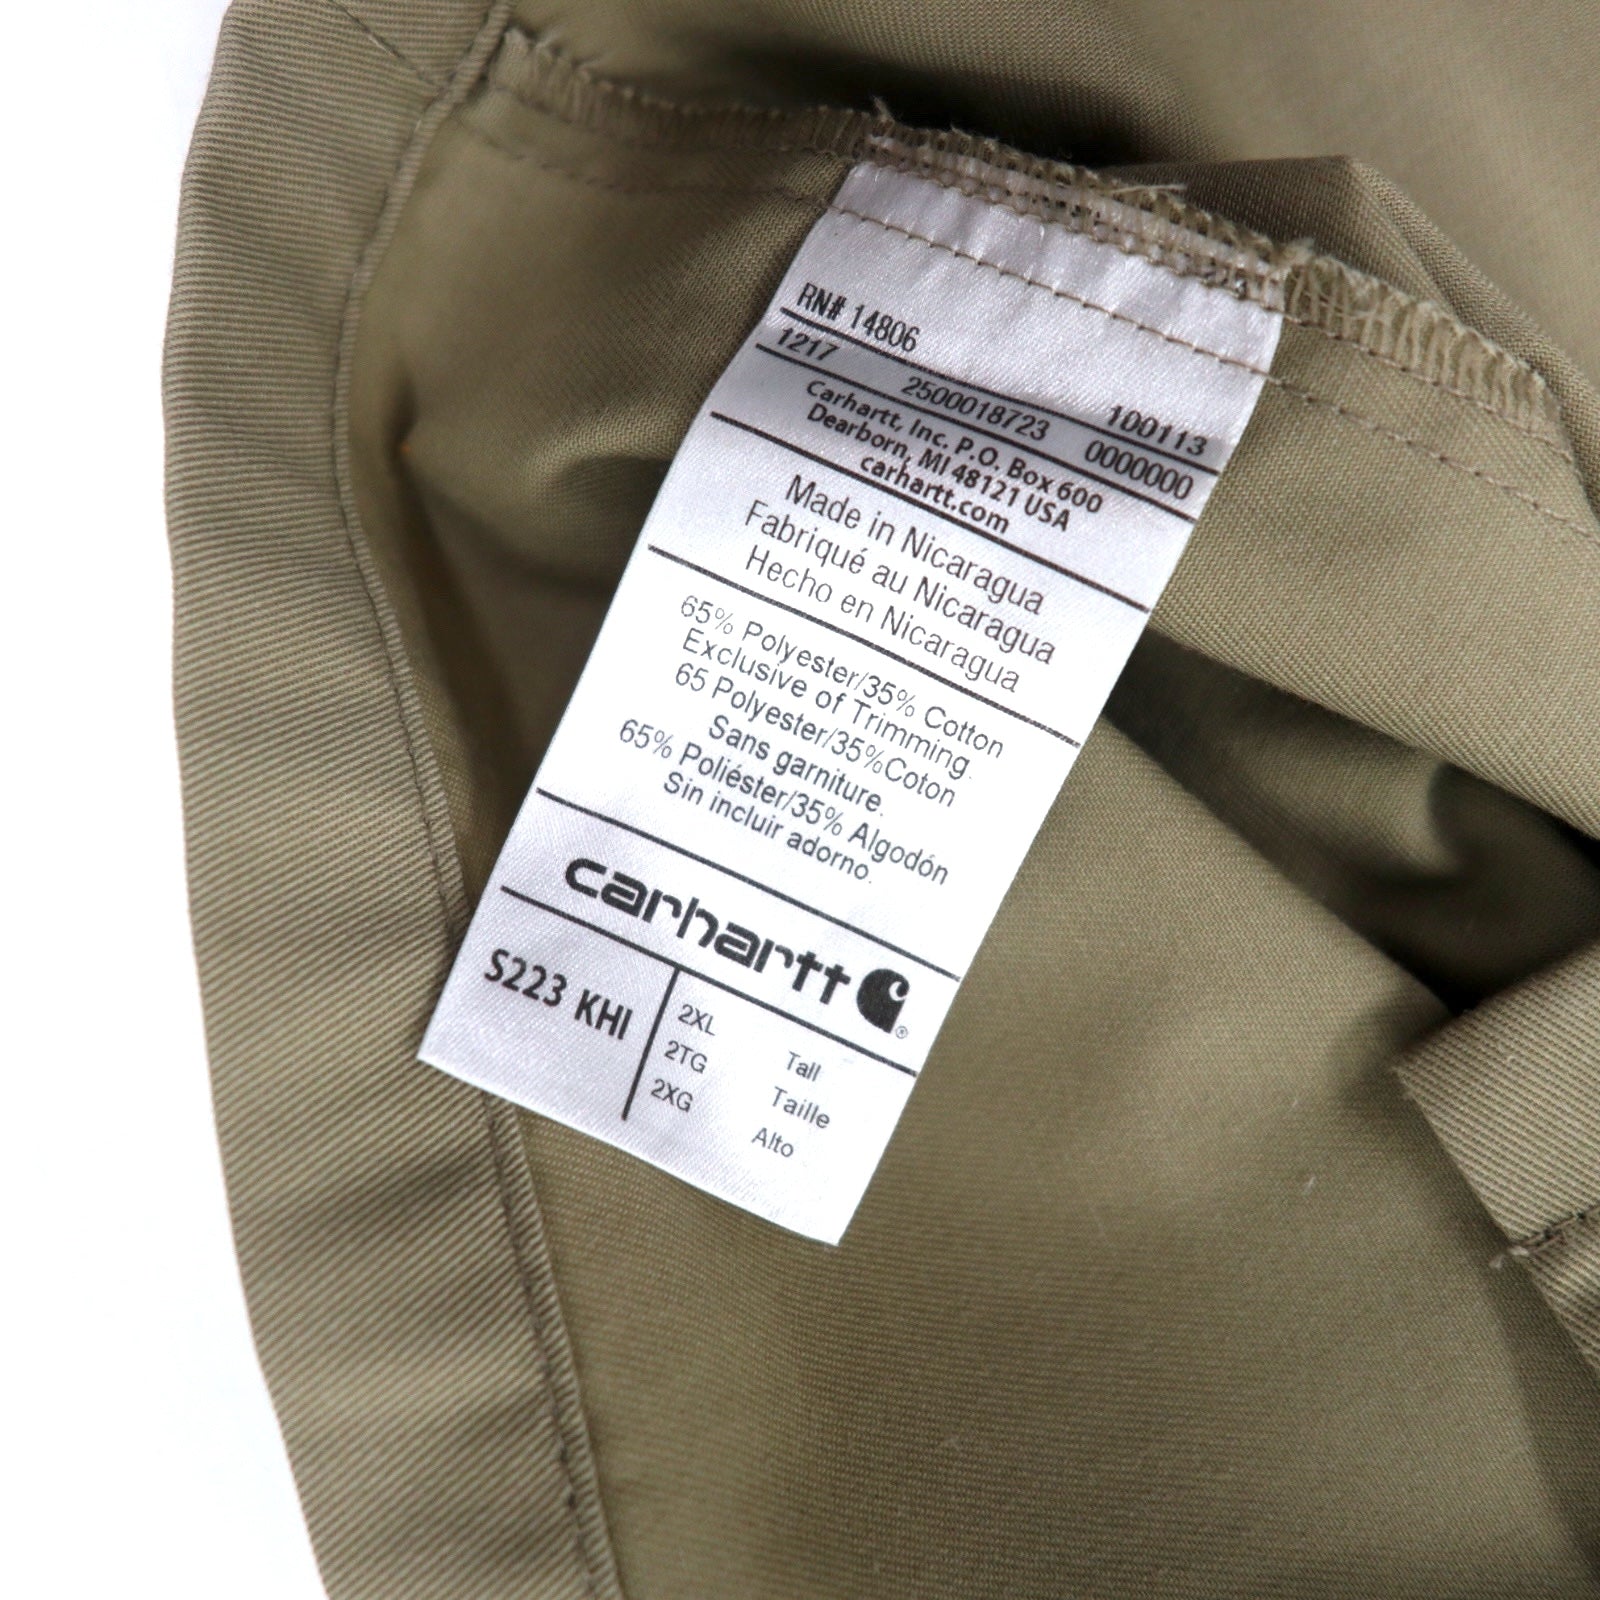 RN# 14806
1217 2500018723 100113
0000000
Carhartt, Inc. P.O. Box 600
Dearborn, MI 48121 USA
carhartt.com
Made in Nicaragua
Fabriqué au Nicaragua
Hecho en Nicaragua
65% Polyester/35% Cotton
Exclusive of Trimming.
65 Polyester/35%Coton
Sans garniture.
65% Poliéster/35% Algodón
Sin incluir adorno.
carhartt
S223 KHI
2XL Tall
2TG Taille
2XG Alto